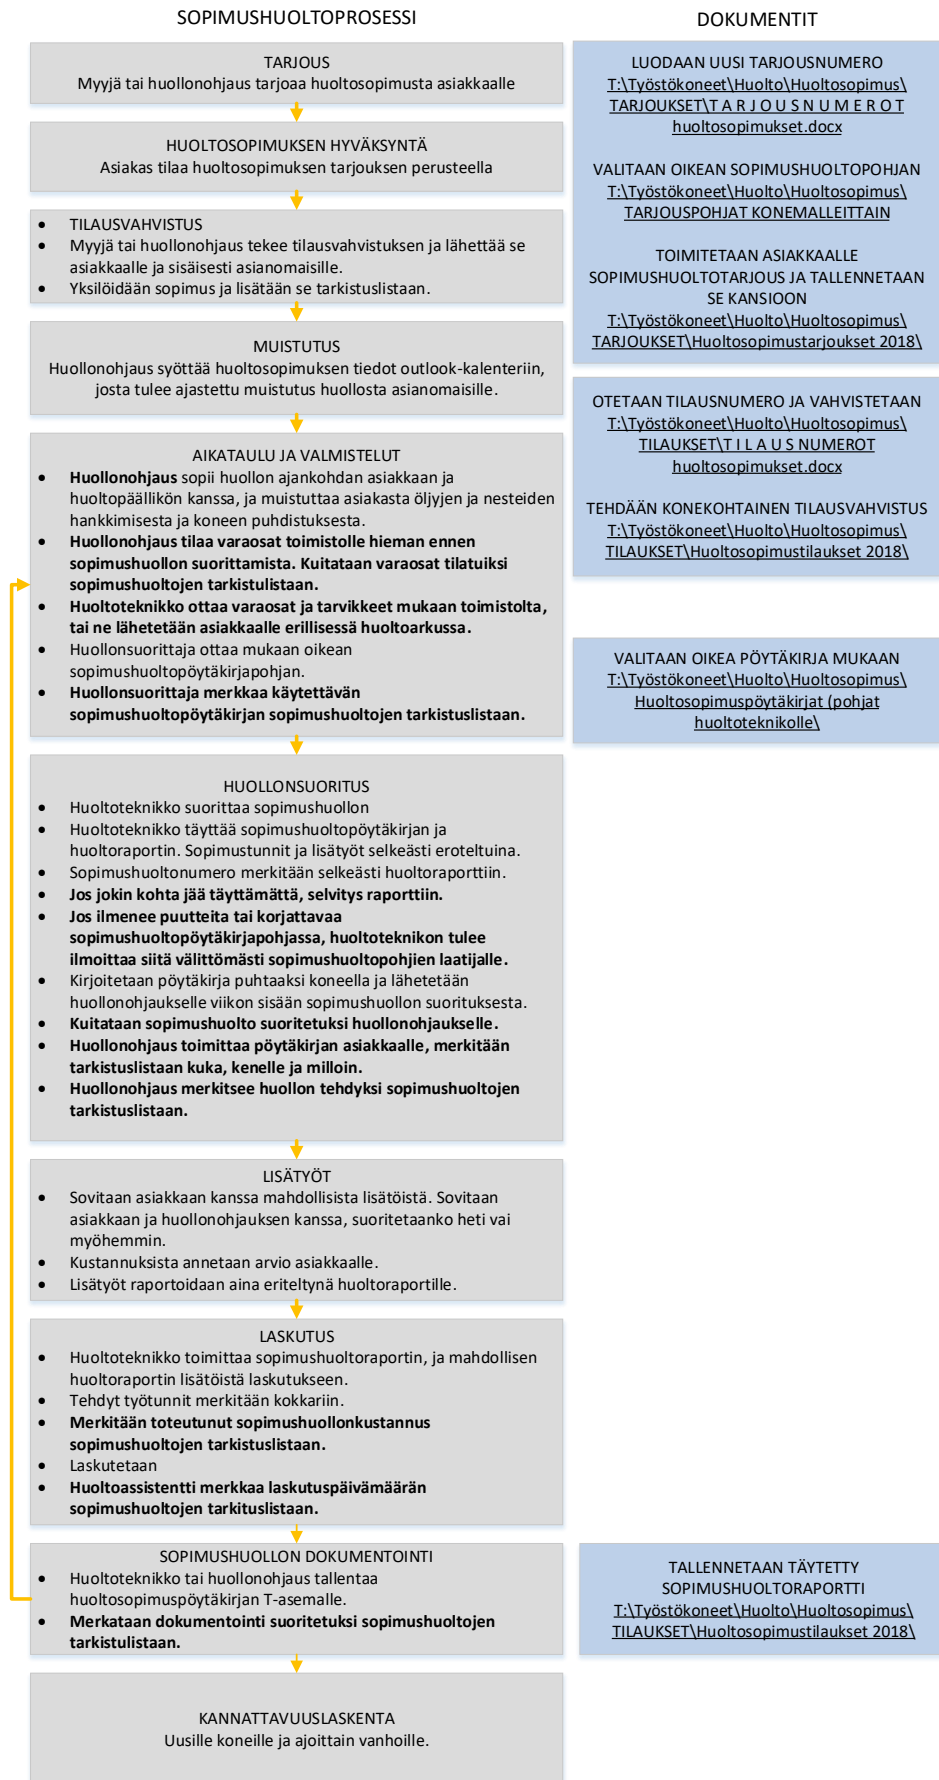 SOPIMUSHUOLTOPROSESSI
TARJOUS
Myyjä tai huollonohjaus tarjoaa huoltosopimusta asiakkaalle
HUOLTOSOPIMUKSEN HYVÄKSYNTÄ
Asiakas tilaa huoltosopimuksen tarjouksen perusteella
• TILAUSVAHVISTUS
• Myyjä tai huollonohjaus tekee tilausvahvistuksen ja lähettää se
asiakkaalle ja sisäisesti asianomaisille.
• Yksilöidään sopimus ja lisätään se tarkistuslistaan.
MUISTUTUS
Huollonohjaus syöttää huoltosopimuksen tiedot outlook-kalenteriin,
josta tulee ajastettu muistutus huollosta asianomaisille.
AIKATAULU JA VALMISTELUT
• Huollonohjaus sopii huollon ajankohdan asiakkaan ja
huoltopäällikön kanssa, ja muistuttaa asiakasta öljyjen ja nesteiden
hankkimisesta ja koneen puhdistuksesta.
• Huollonohjaus tilaa varaosat toimistolle hieman ennen
sopimushuollon suorittamista. Kuitataan varaosat tilatuiksi
sopimushuoltojen tarkistulistaan.
• Huoltoteknikko ottaa varaosat ja tarvikkeet mukaan toimistolta,
tai ne lähetetään asiakkaalle erillisessä huoltoarkussa.
• Huollonsuorittaja ottaa mukaan oikean
sopimushuoltopöytäkirjapohjan.
• Huollonsuorittaja merkkaa käytettävän
sopimushuoltopöytäkirjan sopimushuoltojen tarkistuslistaan.
HUOLLONSUORITUS
• Huoltoteknikko suorittaa sopimushuollon
• Huoltoteknikko täyttää sopimushuoltopöytäkirjan ja
huoltoraportin. Sopimustunnit ja lisätyöt selkeästi eroteltuina.
• Sopimushuoltonumero merkitään selkeästi huoltoraporttiin.
• Jos jokin kohta jää täyttämättä, selvitys raporttiin.
• Jos ilmenee puutteita tai korjattavaa
sopimushuoltopöytäkirjapohjassa, huoltoteknikon tulee
ilmoittaa siitä välittömästi sopimushuoltopohjien laatijalle.
• Kirjoitetaan pöytäkirja puhtaaksi koneella ja lähetetään
huollonohjaukselle viikon sisään sopimushuollon suorituksesta.
• Kuitataan sopimushuolto suoritetuksi huollonohjaukselle.
• Huollonohjaus toimittaa pöytäkirjan asiakkaalle, merkitään
tarkistuslistaan kuka, kenelle ja milloin.
• Huollonohjaus merkitsee huollon tehdyksi sopimushuoltojen
tarkistuslistaan.
LISÄTYÖT
• Sovitaan asiakkaan kanssa mahdollisista lisätöistä. Sovitaan
asiakkaan ja huollonohjauksen kanssa, suoritetaanko heti vai
myöhemmin.
• Kustannuksista annetaan arvio asiakkaalle.
• Lisätyöt raportoidaan aina eriteltynä huoltoraportille.
LASKUTUS
• Huoltoteknikko toimittaa sopimushuoltoraportin, ja mahdollisen
huoltoraportin lisätöistä laskutukseen.
• Tehdyt työtunnit merkitään kokkariin.
• Merkitään toteutunut sopimushuollonkustannus
sopimushuoltojen tarkistuslistaan.
• Laskutetaan
• Huoltoassistentti merkkaa laskutuspäivämäärän
sopimushuoltojen tarkituslistaan.
SOPIMUSHUOLLON DOKUMENTOINTI
• Huoltoteknikko tai huollonohjaus tallentaa
huoltosopimuspöytäkirjan T-asemalle.
• Merkataan dokumentointi suoritetuksi sopimushuoltojen
tarkistulistaan.
KANNATTAVUUSLASKENTA
Uusille koneille ja ajoittain vanhoille.
DOKUMENTIT
LUODAAN UUSI TARJOUSNUMERO
T:\Työstökoneet\Huolto\Huoltosopimus\
TARJOUKSET\T A R J O U S N U M E R O T
huoltosopimukset.docx
VALITAAN OIKEAN SOPIMUSHUOLTOPOHJAN
T:\Työstökoneet\Huolto\Huoltosopimus\
TARJOUSPOHJAT KONEMALLEITTAIN
TOIMITETAAN ASIAKKAALLE
SOPIMUSHUOLTOTARJOUS JA TALLENNETAAN
SE KANSIOON
T:\Työstökoneet\Huolto\Huoltosopimus\
TARJOUKSET\Huoltosopimustarjoukset 2018\
OTETAAN TILAUSNUMERO JA VAHVISTETAAN
T:\Työstökoneet\Huolto\Huoltosopimus\
TILAUKSET\T I L A U S NUMEROT
huoltosopimukset.docx
TEHDÄÄN KONEKOHTAINEN TILAUSVAHVISTUS
T:\Työstökoneet\Huolto\Huoltosopimus\
TILAUKSET\Huoltosopimustilaukset 2018\
VALITAAN OIKEA PÖYTÄKIRJA MUKAAN
T:\Työstökoneet\Huolto\Huoltosopimus\
Huoltosopimuspöytäkirjat (pohjat
huoltoteknikolle\
TALLENNETAAN TÄYTETTY
SOPIMUSHUOLTORAPORTTI
T:\Työstökoneet\Huolto\Huoltosopimus\
TILAUKSET\Huoltosopimustilaukset 2018\